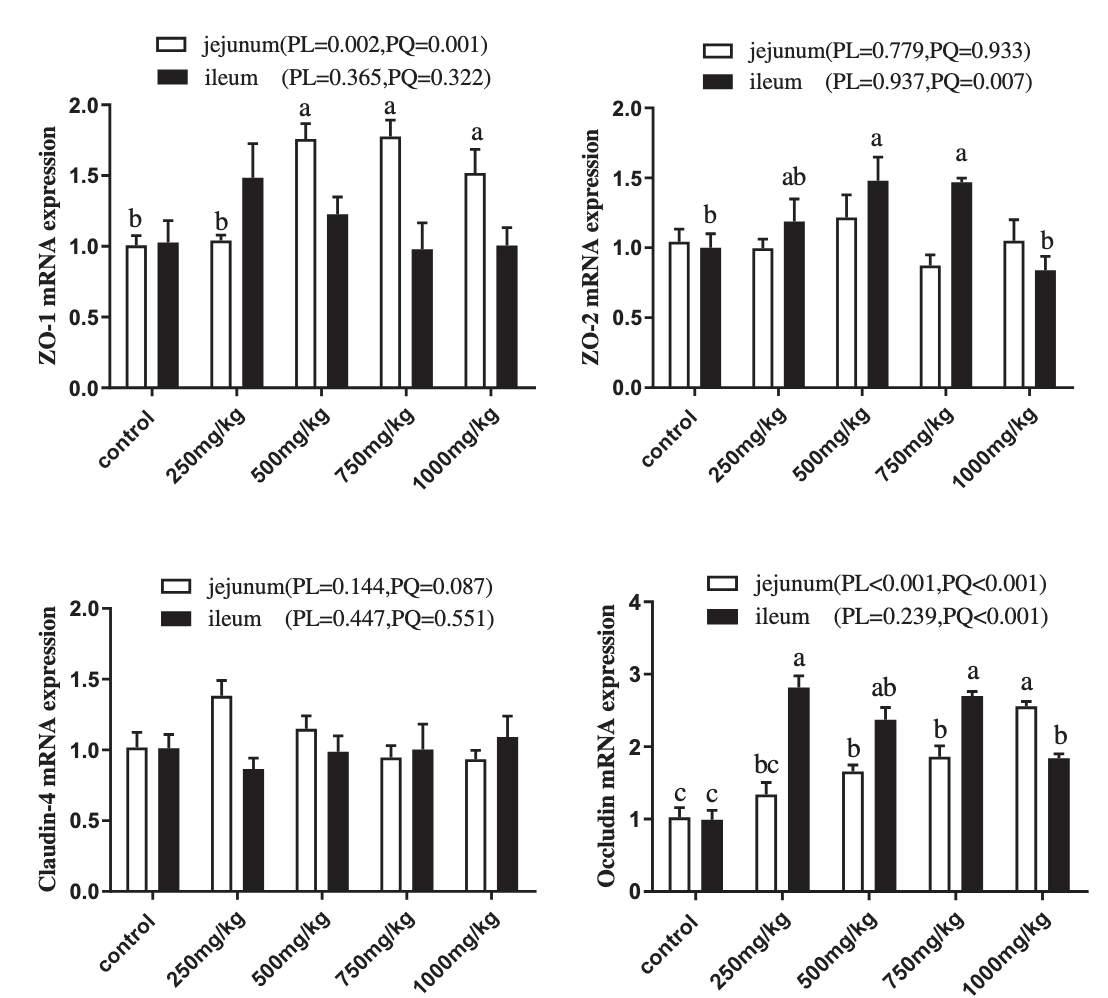 jejunum(PL=0.002,PQ=0.001)
ileum (PL=0.365,PQ=0.322)
ZO-1 mRNA expression
2.0
1.5
1.0
0.5
0.0
b
b
a
a
a
control
250mg/kg
500mg/kg
750mg/kg
1000mg/kg
jejunum(PL=0.779,PQ=0.933)
ileum (PL=0.937,PQ=0.007)
ZO-2 mRNA expression
2.0
1.5
1.0
0.5
0.0
b
ab
a
a
b
control
250mg/kg
500mg/kg
750mg/kg
1000mg/kg
jejunum(PL=0.144,PQ=0.087)
ileum (PL=0.447,PQ=0.551)
Claudin-4 mRNA expression
2.0
1.5
1.0
0.5
0.0
control
250mg/kg
500mg/kg
750mg/kg
1000mg/kg
jejunum(PL<0.001,PQ<0.001)
ileum (PL=0.239,PQ<0.001)
Occludin mRNA expression
4
3
2
1
0
c
c
bc
a
b
ab
b
a
a
b
control
250mg/kg
500mg/kg
750mg/kg
1000mg/kg